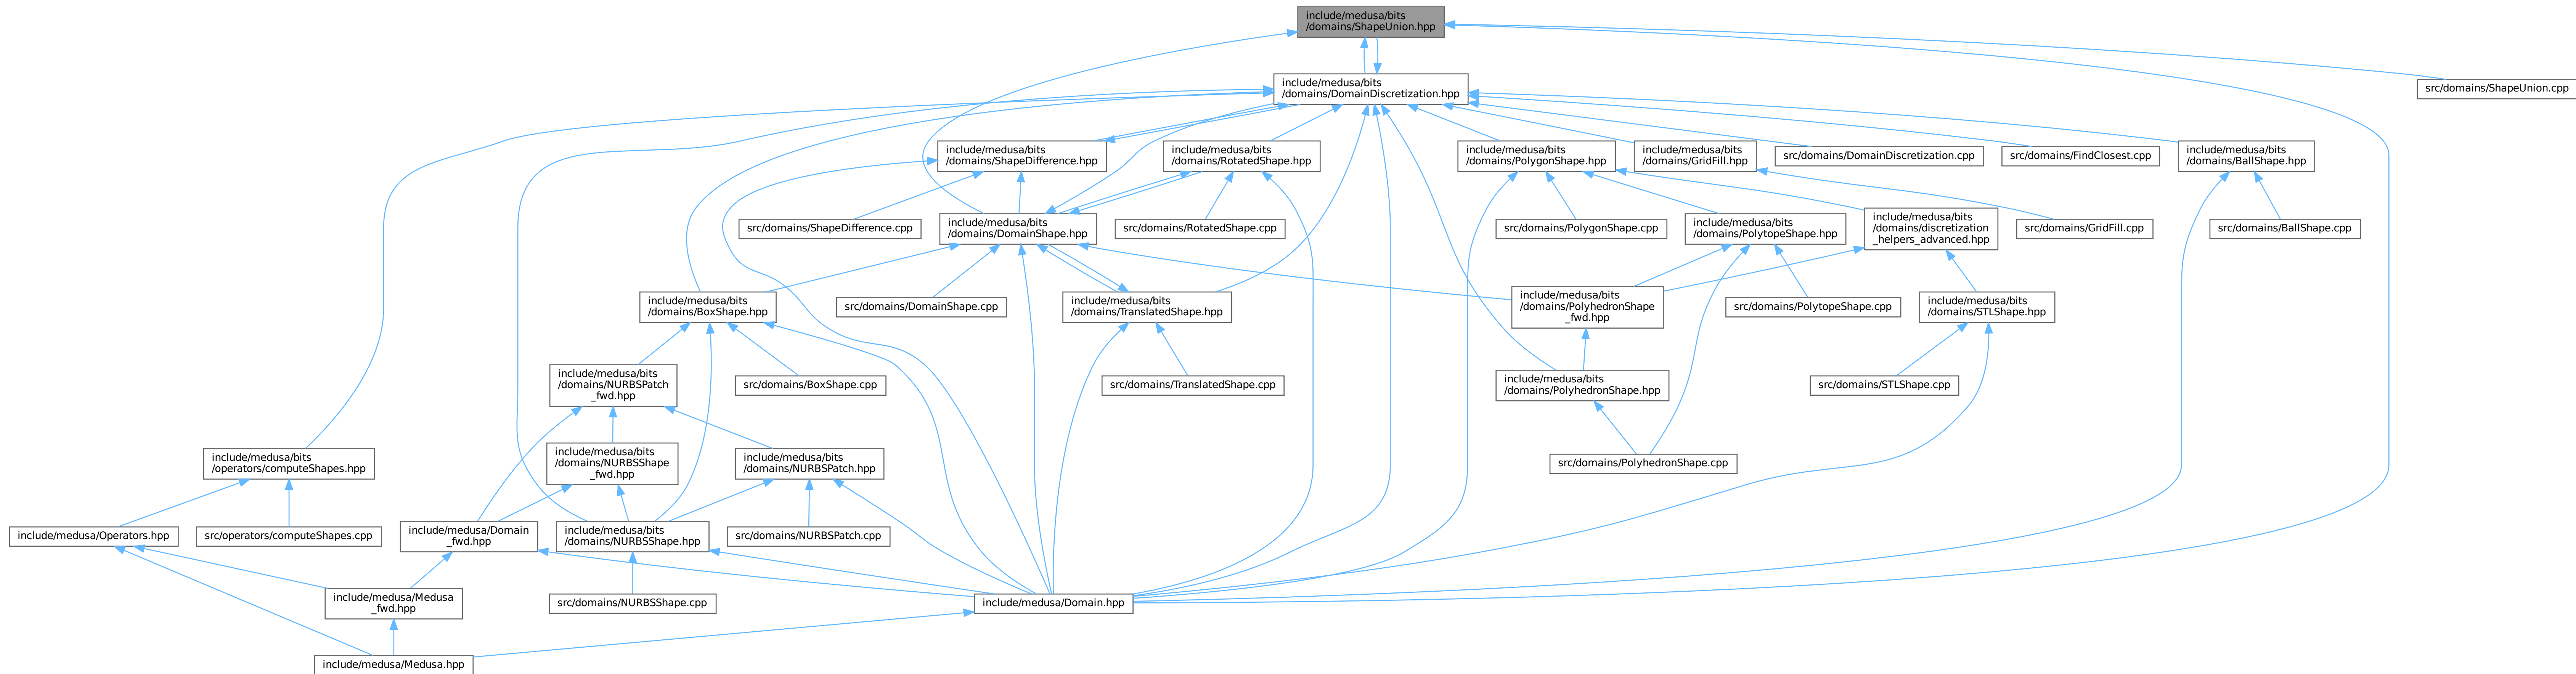 include/medusa/bits
/domains/ShapeUnion.hpp
include/medusa/bits
/domains/DomainDiscretization.hpp
src/domains/ShapeUnion.cpp
include/medusa/bits
/domains/ShapeDifference.hpp
include/medusa/bits
/domains/RotatedShape.hpp
include/medusa/bits
/domains/PolygonShape.hpp
include/medusa/bits
/domains/GridFill.hpp
src/domains/DomainDiscretization.cpp
src/domains/FindClosest.cpp
include/medusa/bits
/domains/BallShape.hpp
src/domains/ShapeDifference.cpp
include/medusa/bits
/domains/DomainShape.hpp
src/domains/RotatedShape.cpp
src/domains/PolygonShape.cpp
include/medusa/bits
/domains/PolytopeShape.hpp
include/medusa/bits
/domains/discretization
_helpers_advanced.hpp
src/domains/GridFill.cpp
src/domains/BallShape.cpp
include/medusa/bits
/domains/BoxShape.hpp
src/domains/DomainShape.cpp
include/medusa/bits
/domains/TranslatedShape.hpp
include/medusa/bits
/domains/PolyhedronShape
_fwd.hpp
src/domains/PolytopeShape.cpp
include/medusa/bits
/domains/STLShape.hpp
include/medusa/bits
/domains/NURBSPatch
_fwd.hpp
src/domains/BoxShape.cpp
src/domains/TranslatedShape.cpp
include/medusa/bits
/domains/PolyhedronShape.hpp
src/domains/STLShape.cpp
include/medusa/bits
/operators/computeShapes.hpp
include/medusa/bits
/domains/NURBSShape
_fwd.hpp
include/medusa/bits
/domains/NURBSPatch.hpp
src/domains/PolyhedronShape.cpp
include/medusa/Operators.hpp
src/operators/computeShapes.cpp
include/medusa/Domain
_fwd.hpp
include/medusa/bits
/domains/NURBSShape.hpp
src/domains/NURBSPatch.cpp
include/medusa/Medusa
_fwd.hpp
src/domains/NURBSShape.cpp
include/medusa/Domain.hpp
include/medusa/Medusa.hpp